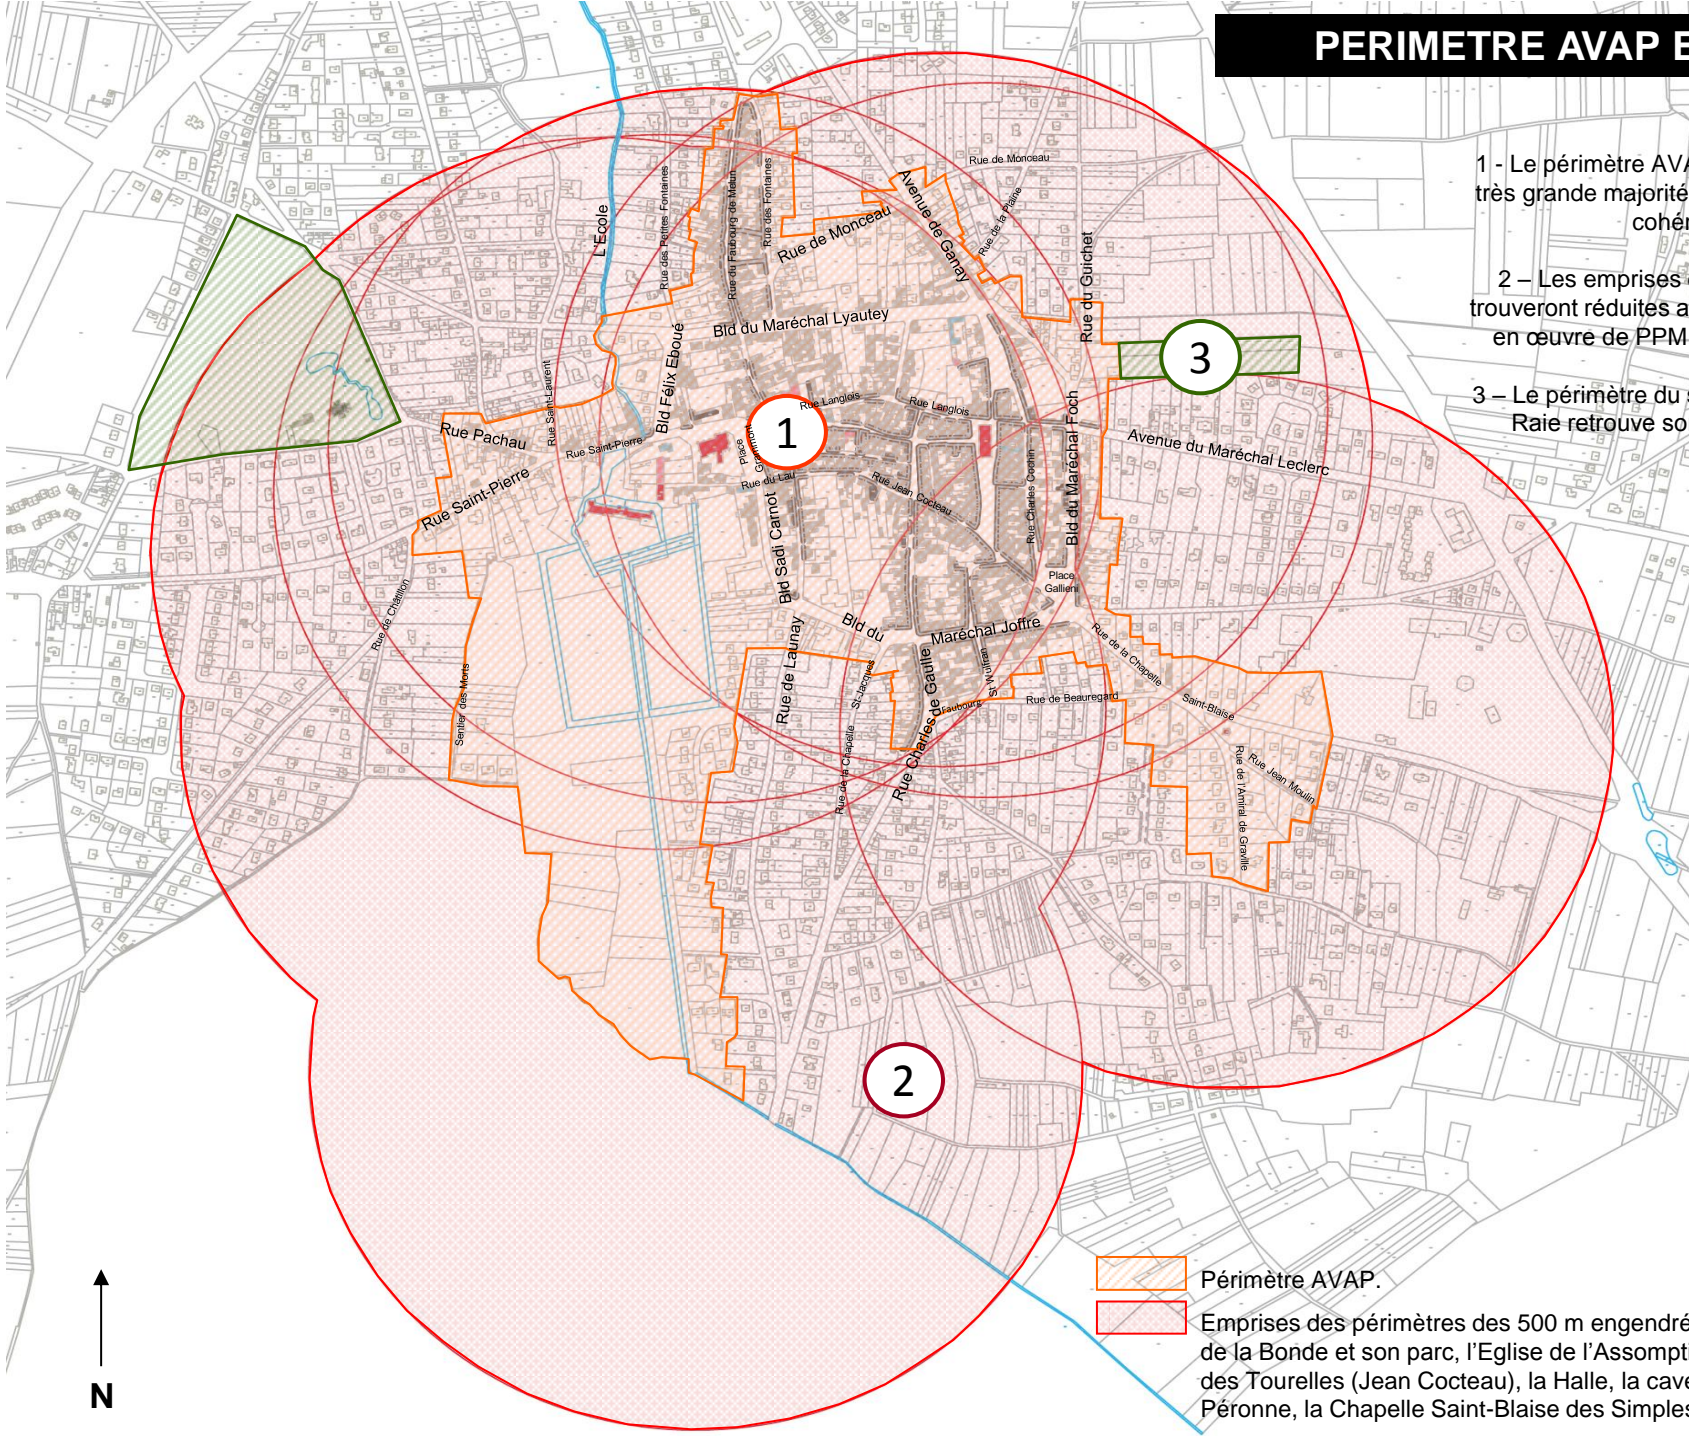 PERIMETRE AVAP E
1 - Le périmètre AVA
très grande majorité
cohér
2 – Les emprises
trouveront réduites a
en œuvre de PPM
3 – Le périmètre du s
Raie retrouve so
Rue de Monceau
Avenue de Ganay
Rue de la Plaine
Rue des Fontaines
Rue du Faubourg de Melun
Rue des Petites Fontaines
L'Ecole
Rue de Monceau
Rue du Guichet
Bld du Maréchal Lyautey
Bld Félix Eboué
3
Rue Saint-Laurent
Rue Langlois
Rue Langlois
1
Place
Grammont
Rue Pachau
Rue Saint-Pierre
Rue Saint-Pierre
Rue du Lau
Rue Jean Cocteau
Rue Charles Cochin
Bld du Maréchal Foch
Avenue du Maréchal Leclerc
Bld Sadi Carnot
Place
Gallieni
Rue de Châtillon
Bld du
Maréchal Joffre
Rue de la Chapelle
Saint-Blaise
Rue de Launay
St-Jacques
Rue Charles de Gaulle
St-Wulfran
Faubourg
Rue de Beauregard
Sentier des Morts
Rue de la Chapelle
Rue Jean Moulin
Rue de l'Amiral de Graville
2
N
Périmètre AVAP.
Emprises des périmètres des 500 m engendré
de la Bonde et son parc, l'Eglise de l'Assompti
des Tourelles (Jean Cocteau), la Halle, la cave
Péronne, la Chapelle Saint-Blaise des Simples